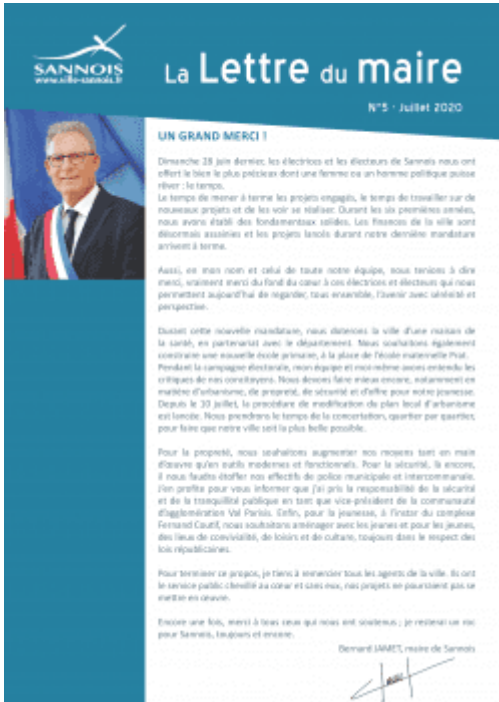 SANNOIS
www.ville-sannois.fr
La Lettre du maire
N°5 - Juillet 2020
UN GRAND MERCI !
Dimanche 28 juin dernier, les électrices et les électeurs de Sannois nous ont
offert le bien le plus précieux dont une femme ou un homme politique puisse
rêver : le temps.
Le temps de mener à terme les projets engagés, le temps de travailler sur de
nouveaux projets et de les voir se réaliser. Durant les six premières années,
nous avons établi des fondamentaux solides. Les finances de la ville sont
désormais assainies et les projets lancés durant notre dernière mandature
arrivent à terme.
Aussi, en mon nom et celui de toute notre équipe, nous tenions à dire
merci, vraiment merci du fond du cœur à ces électrices et électeurs qui nous
permettent aujourd'hui de regarder, tous ensemble, l'avenir avec sérénité et
perspective.
Durant cette nouvelle mandature, nous doterons la ville d'une maison de
la santé, en partenariat avec le département. Nous souhaitons également
construire une nouvelle école primaire, à la place de l'école maternelle Prat.
Pendant la campagne électorale, mon équipe et moi-même avons entendu les
critiques de nos concitoyens. Nous devons faire mieux encore, notamment en
matière d'urbanisme, de propreté, de sécurité et d'offre pour notre jeunesse.
Depuis le 10 juillet, la procédure de modification du plan local d'urbanisme
est lancée. Nous prendrons le temps de la concertation, quartier par quartier,
pour faire que notre ville soit la plus belle possible.
Pour la propreté, nous souhaitons augmenter nos moyens tant en main
d'œuvre qu'en outils modernes et fonctionnels. Pour la sécurité, là encore,
il nous faudra étoffer nos effectifs de police municipale et intercommunale.
J'en profite pour vous informer que j'ai pris la responsabilité de la sécurité
et de la tranquillité publique en tant que vice-président de la communauté
d'agglomération Val Parisis. Enfin, pour la jeunesse, à l'instar du complexe
Fernand Coutif, nous souhaitons aménager avec les jeunes et pour les jeunes,
des lieux de convivialité, de loisirs et de culture, toujours dans le respect des
lois républicaines.
Pour terminer ce propos, je tiens à remercier tous les agents de la ville. Ils ont
le service public chevillé au cœur et sans eux, nos projets ne pourraient pas se
mettre en œuvre.
Encore une fois, merci à tous ceux qui nous ont soutenus ; je resterai un roc
pour Sannois, toujours et encore.
Bernard JAMET, maire de Sannois